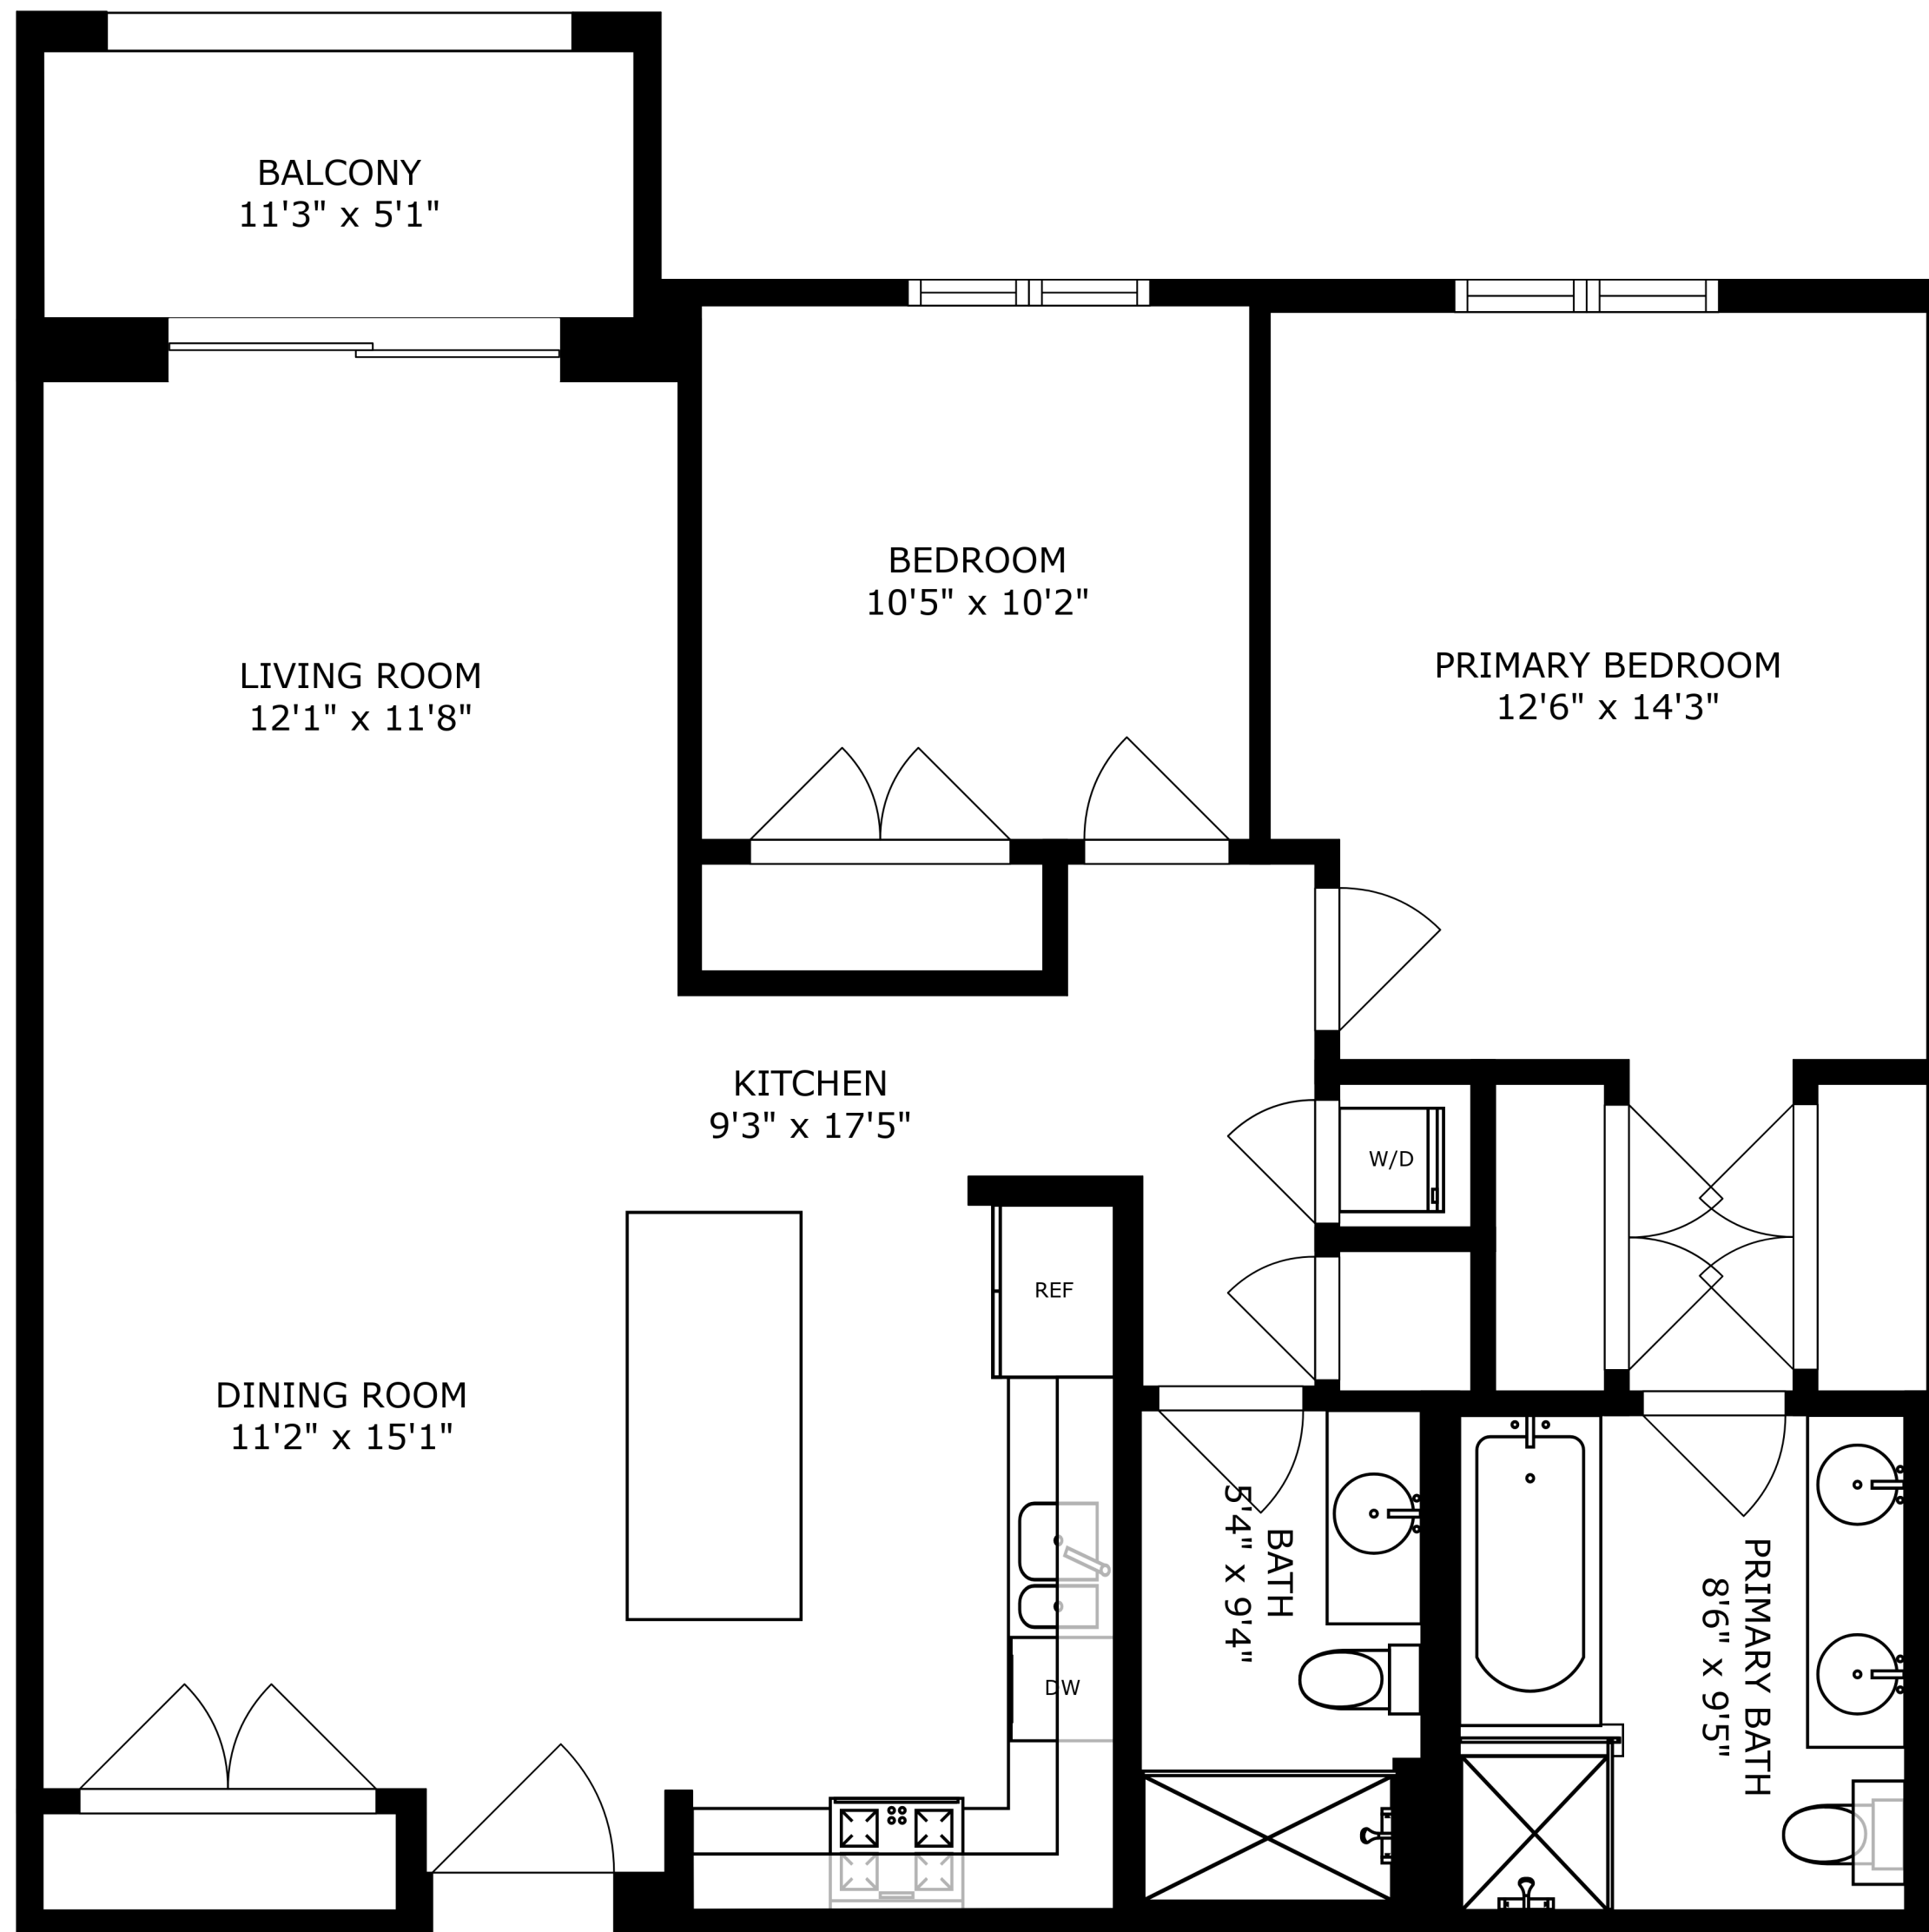 BALCONY
11'3" x 5'1"
BEDROOM
10'5" x 10'2"
PRIMARY BEDROOM
12'6" x 14'3"
LIVING ROOM
12'1" x 11'8"
KITCHEN
9'3" x 17'5"
W/D
REF
DINING ROOM
11'2" x 15'1"
BATH
5'4" x 9'4"
PRIMARY BATH
8'6" x 9'5"
DW